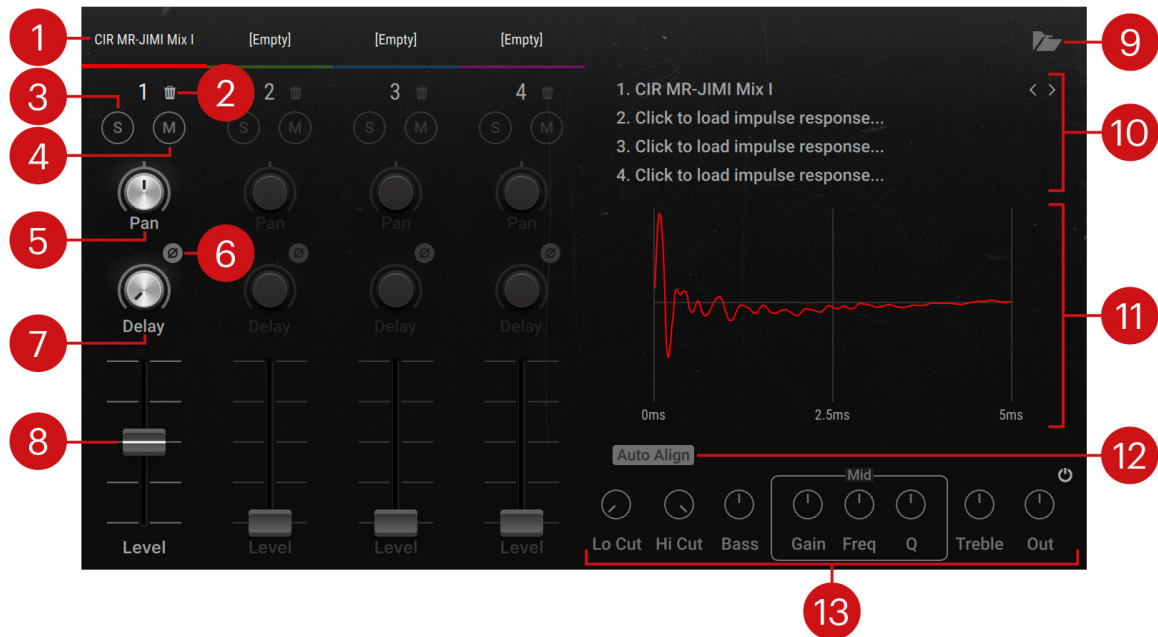 1
CIR MR-JIMI Mix I
[Empty]
[Empty]
[Empty]
9
3
1
2
2
3
4
S
M
S
M
S
M
S
M
4
1. CIR MR-JIMI Mix I
< >
2. Click to load impulse response...
3. Click to load impulse response...
4. Click to load impulse response...
10
Pan
Pan
Pan
Pan
5
Ø
6
Ø
Ø
Ø
Delay
Delay
Delay
Delay
7
11
0ms
2.5ms
5ms
8
Auto Align
12
Mid
Level
Level
Level
Level
Lo Cut
Hi Cut
Bass
Gain
Freq
Q
Treble
Out
13